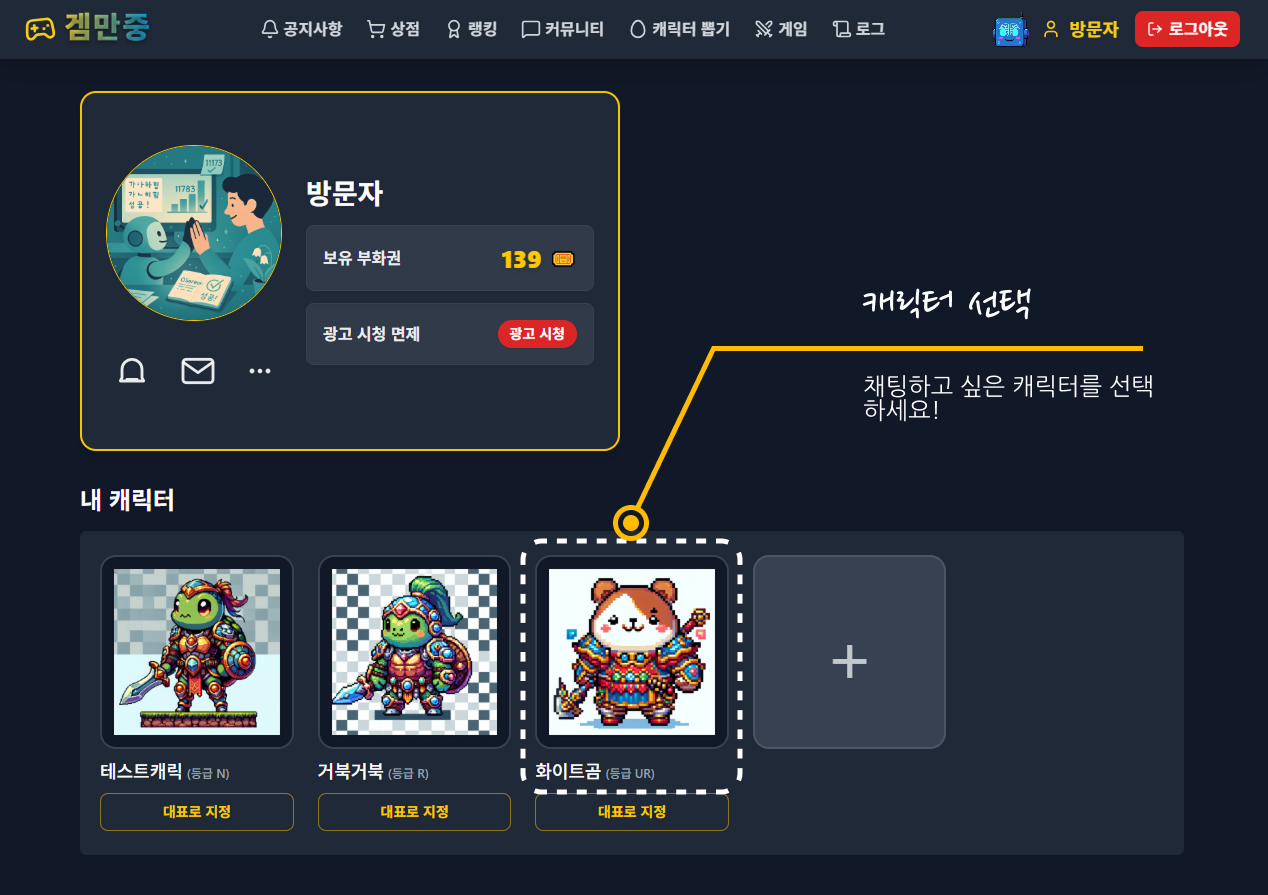 겜만중
공지사항 상점 랭킹 커뮤니티 캐릭터 뽑기 게임 로그
방문자 로그아웃
11173
가나하형
11783
성공!
성공!
방문자
보유 부화권 139
광고 시청 면제 광고 시청
캐릭터 선택
채팅하고 싶은 캐릭터를 선택
하세요!
내 캐릭터
테스트캐릭 (등급 N)
거북거북 (등급 R)
화이트곰 (등급 UR)
대표로 지정
대표로 지정
대표로 지정